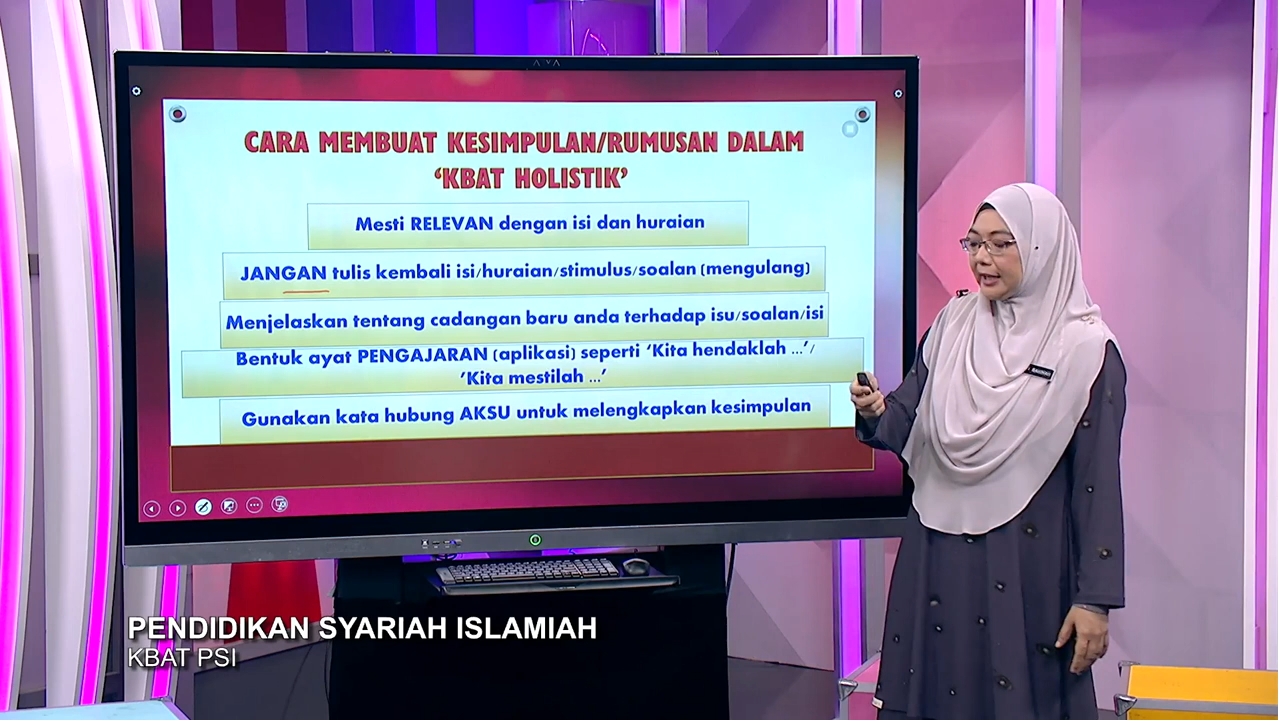 AVA
CARA MEMBUAT KESIMPULAN/RUMUSAN DALAM
‘KBAT HOLISTIK’
Mesti RELEVAN dengan isi dan huraian
JANGAN tulis kembali isi/huraian/stimulus/soalan (mengulang)
Menjelaskan tentang cadangan baru anda terhadap isu/soalan/isi
Bentuk ayat PENGAJARAN (aplikasi) seperti ‘Kita hendaklah ...’/
‘Kita mestilah ...’
Gunakan kata hubung AKSU untuk melengkapkan kesimpulan
PENDIDIKAN SYARIAH ISLAMIAH
KBAT PSI